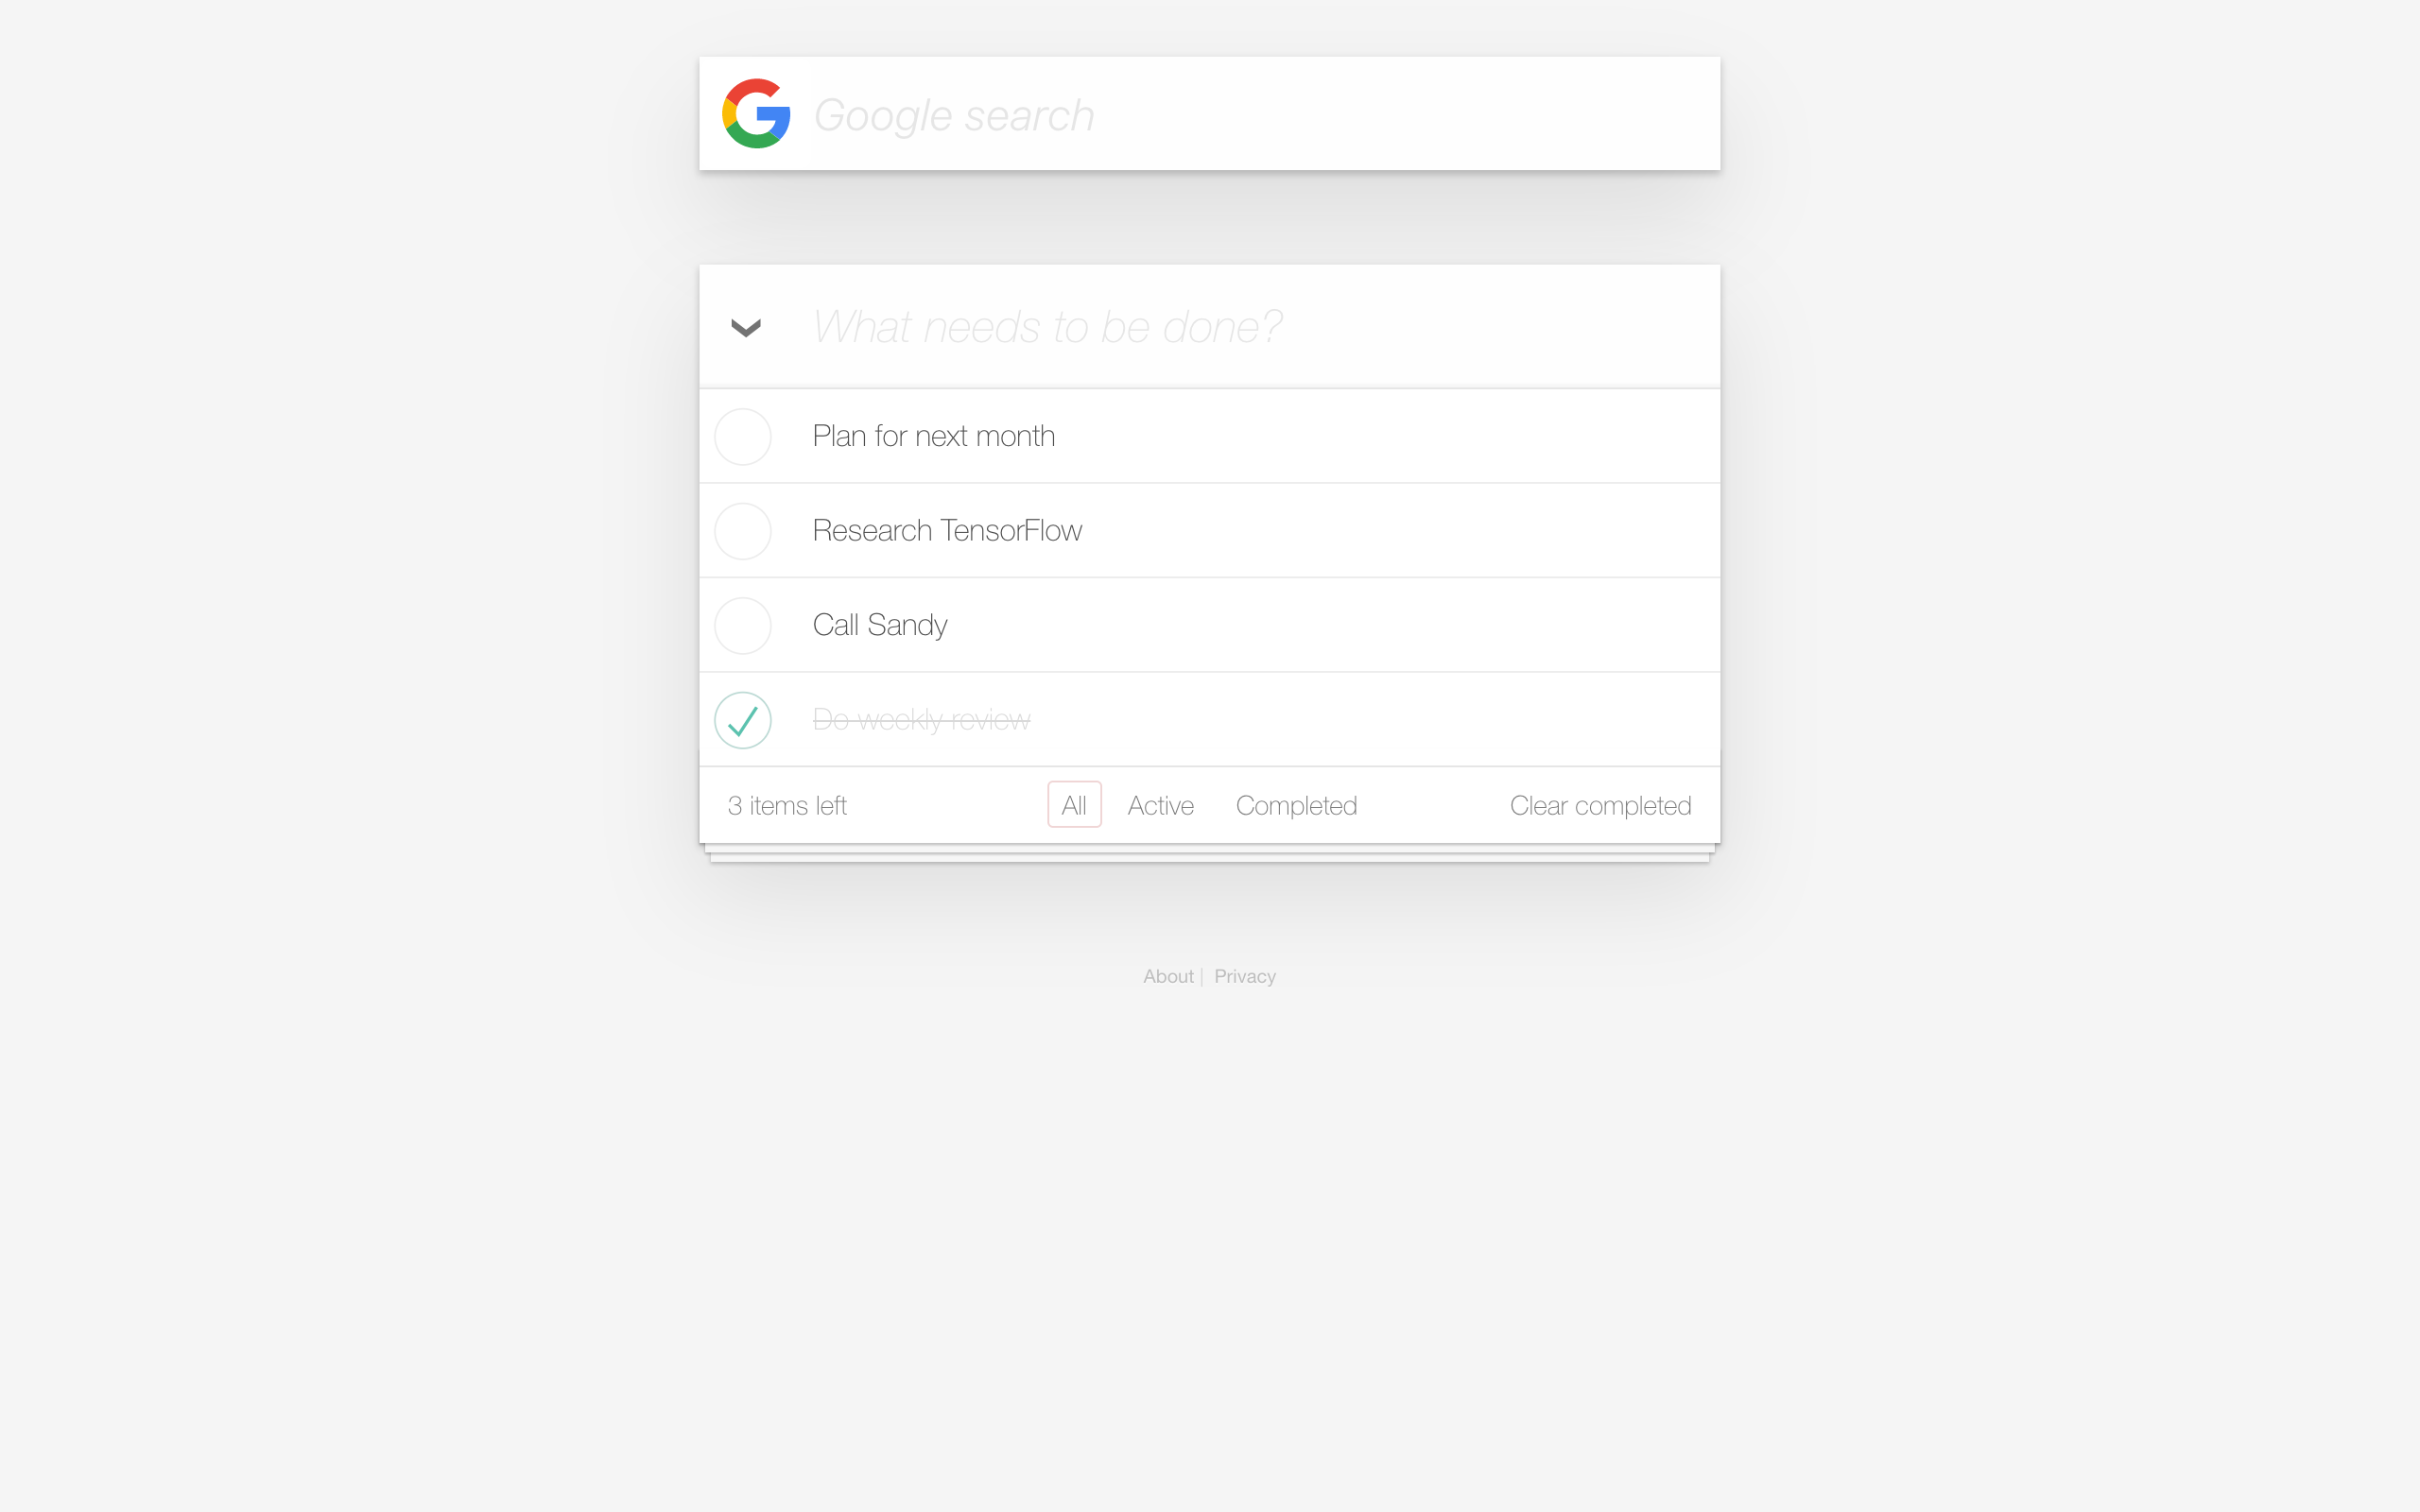 Google search
What needs to be done?
Plan for next month
Research TensorFlow
Call Sandy
Do weekly review
3 items left All Active Completed Clear completed
About | Privacy